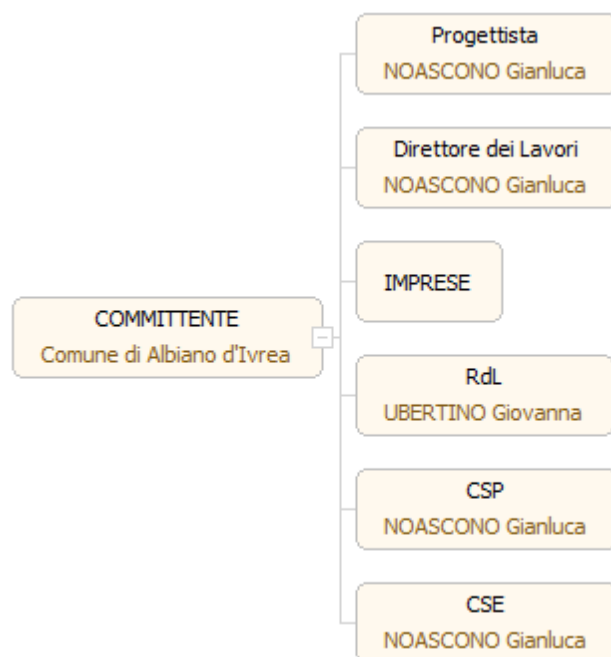 Progettista
NOASCONO Gianluca
Direttore dei Lavori
NOASCONO Gianluca
IMPRESE
COMMITTENTE
Comune di Albiano d'Ivrea
RdL
UBERTINO Giovanna
CSP
NOASCONO Gianluca
CSE
NOASCONO Gianluca